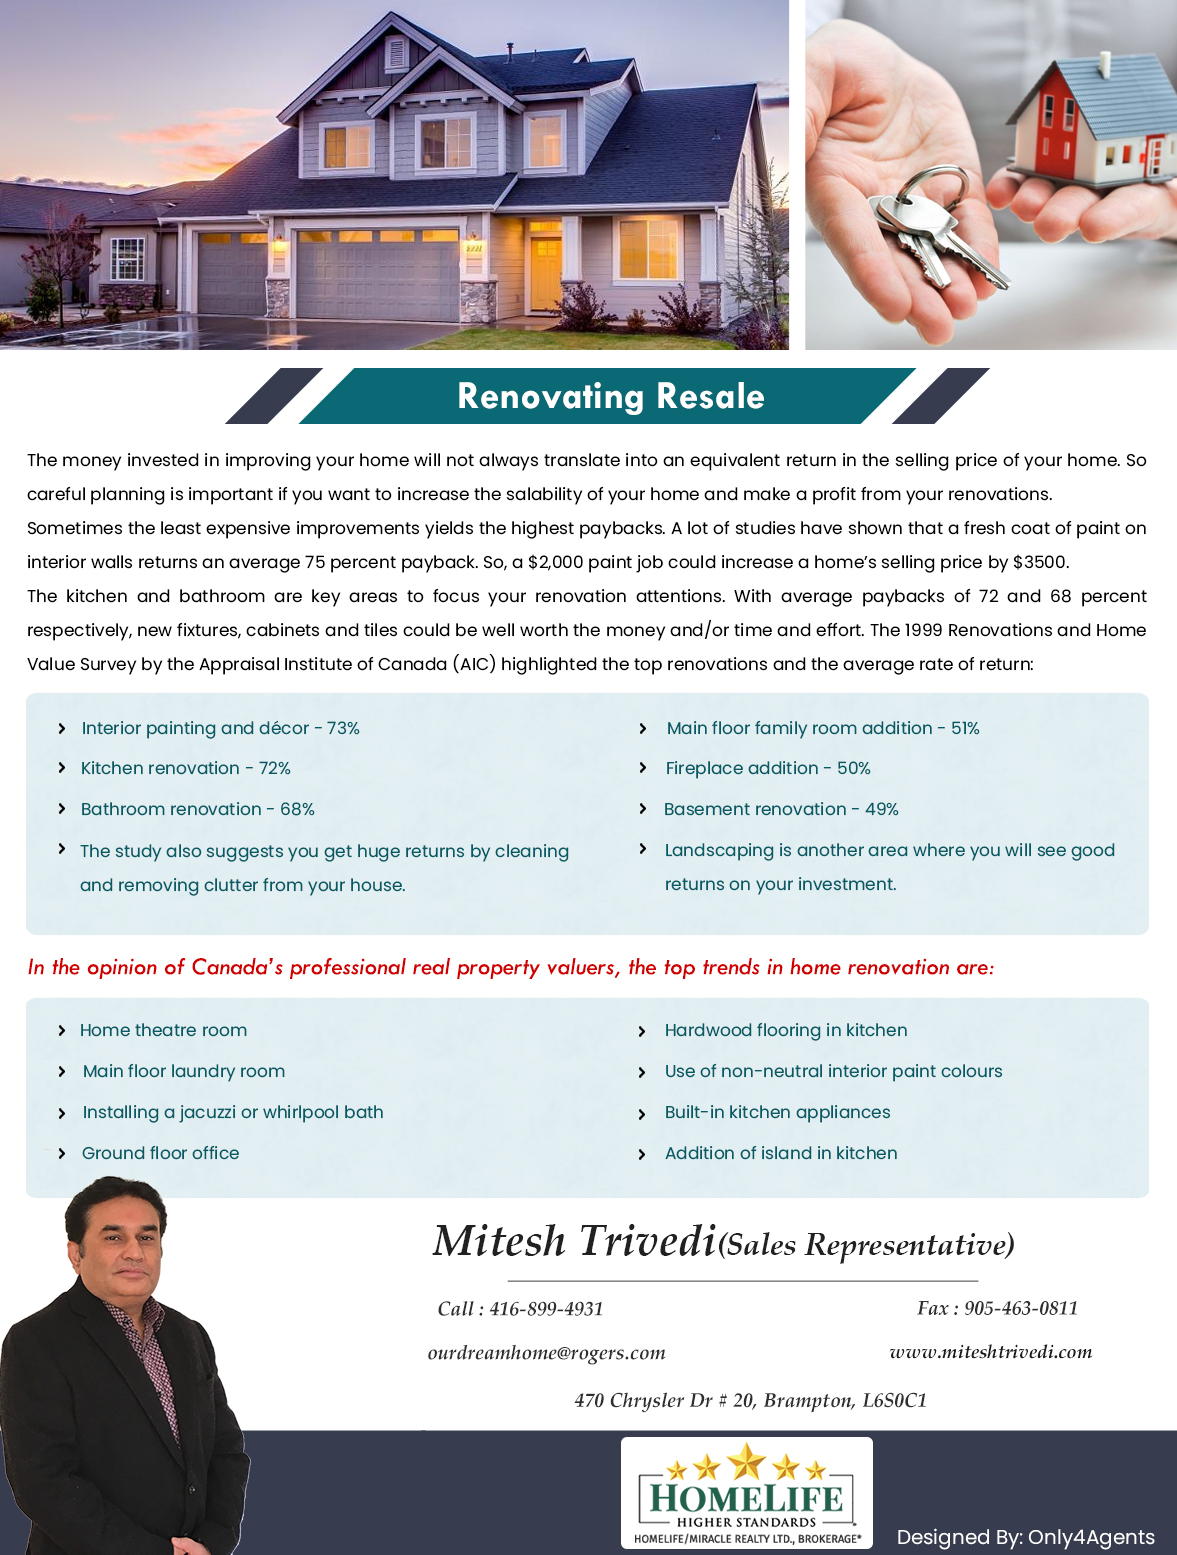 Renovating Resale
The money invested in improving your home will not always translate into an equivalent return in the selling price of your home. So
careful planning is important if you want to increase the salability of your home and make a profit from your renovations.
Sometimes the least expensive improvements yields the highest paybacks. A lot of studies have shown that a fresh coat of paint on
interior walls returns an average 75 percent payback. So, a $2,000 paint job could increase a home's selling price by $3500.
The kitchen and bathroom are key areas to focus your renovation attentions. With average paybacks of 72 and 68 percent
respectively, new fixtures, cabinets and tiles could be well worth the money and/or time and effort. The 1999 Renovations and Home
Value Survey by the Appraisal Institute of Canada (AIC) highlighted the top renovations and the average rate of return:
Interior painting and décor - 73%
Kitchen renovation - 72%
Bathroom renovation - 68%
The study also suggests you get huge returns by cleaning
and removing clutter from your house.
Main floor family room addition - 51%
Fireplace addition - 50%
Basement renovation - 49%
Landscaping is another area where you will see good
returns on your investment.
In the opinion of Canada's professional real property valuers, the top trends in home renovation are:
Home theatre room
Main floor laundry room
Installing a jacuzzi or whirlpool bath
Ground floor office
Hardwood flooring in kitchen
Use of non-neutral interior paint colours
Built-in kitchen appliances
Addition of island in kitchen
Mitesh Trivedi(Sales Representative)
Call : 416-899-4931
Fax : 905-463-0811
ourdreamhome@rogers.com
www.miteshtrivedi.com
470 Chrysler Dr # 20, Brampton, L6S0C1
HOMELIFE
HIGHER STANDARDS
HOMELIFE/MIRACLE REALTY LTD., BROKERAGE*
Designed By: Only4Agents